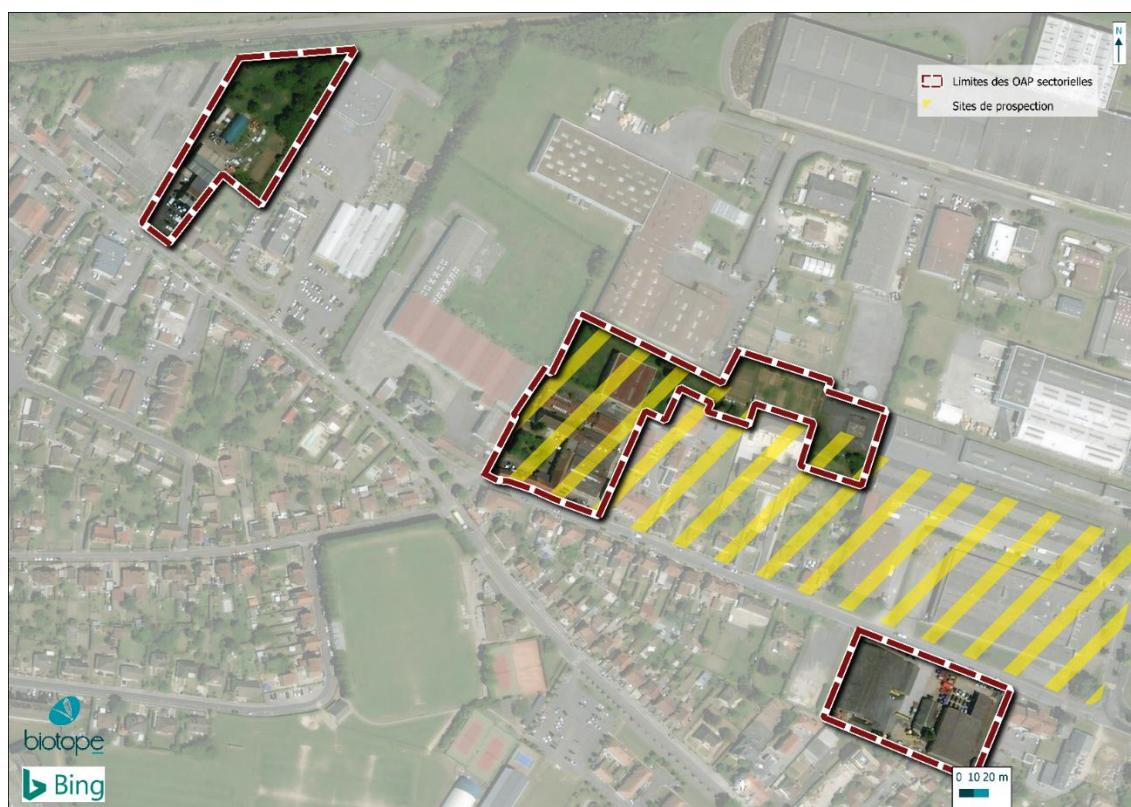 N
Limites des OAP sectorielles
Sites de prospection
biotope
Bing
0 10 20 m